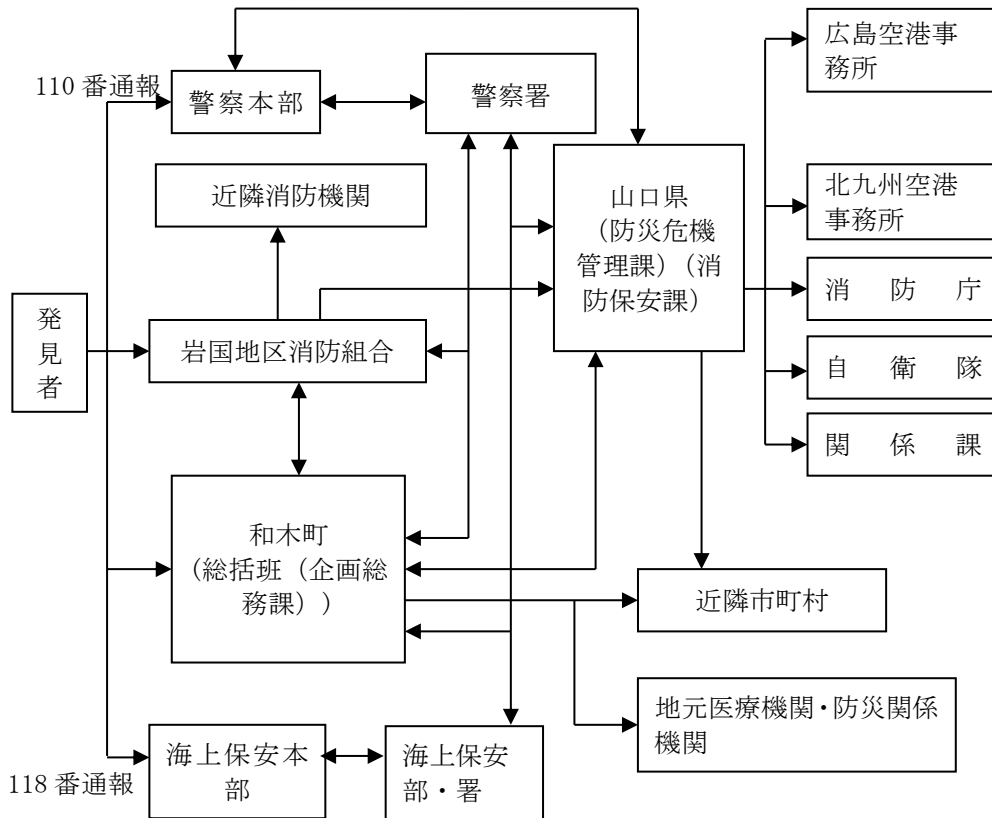 広島空港事
務所
110 番通報
警察本部
警察署
近隣消防機関
山口県
（防災危機
管理課）（消
防保安課）
北九州空港
事務所
消防庁
発
見
者
岩国地区消防組合
自衛隊
関係課
和木町
（総括班（企画総
務課））
近隣市町村
地元医療機関・防災関係
機関
海上保安本
部
海上保安
部・署
118 番通報